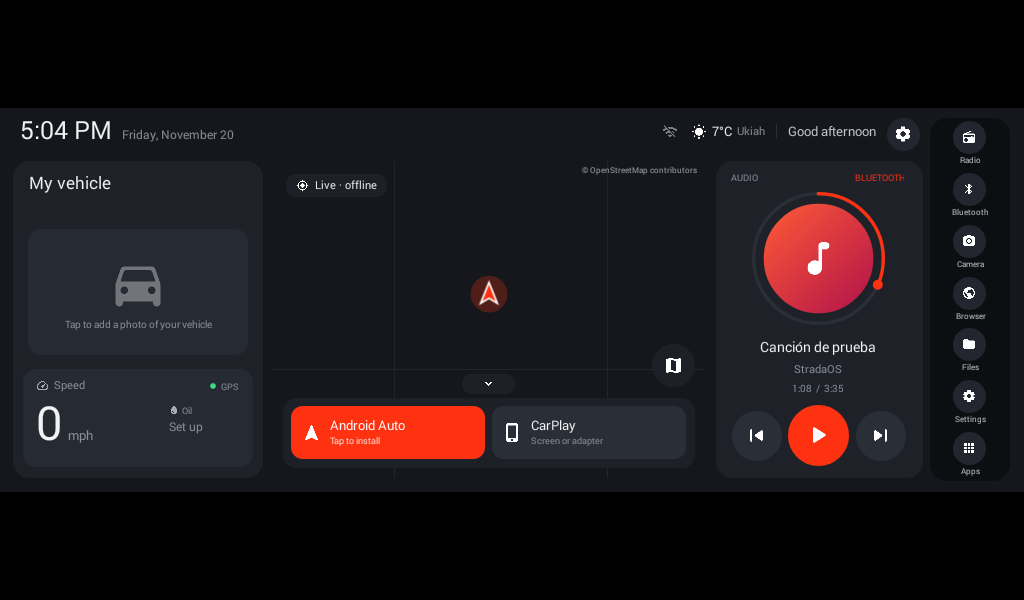 5:04 PM Friday, November 20
7°C Ukiah
Good afternoon
My vehicle
Tap to add a photo of your vehicle
Speed
GPS
0 mph
Oil
Set up
Live · offline
© OpenStreetMap contributors
Android Auto
Tap to install
CarPlay
Screen or adapter
AUDIO
BLUETOOTH
Canción de prueba
StradaOS
1:08 / 3:35
Radio
Bluetooth
Camera
Browser
Files
Settings
Apps